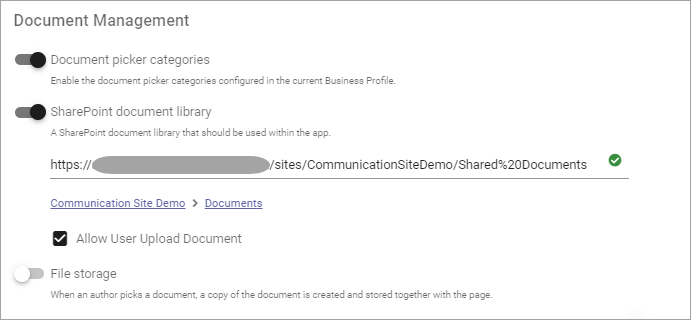 Document Management
Document picker categories
Enable the document picker categories configured in the current Business Profile.
SharePoint document library
A SharePoint document library that should be used within the app.
https:// /sites/CommunicationSiteDemo/Shared%20Documents
Communication Site Demo > Documents
Allow User Upload Document
File storage
When an author picks a document, a copy of the document is created and stored together with the page.